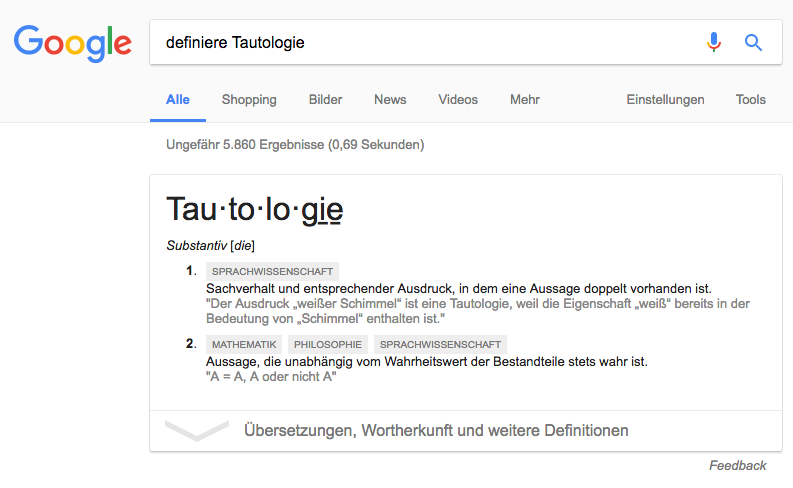 Google
definiere Tautologie
Alle Shopping Bilder News Videos Mehr Einstellungen Tools
Ungefähr 5.860 Ergebnisse (0,69 Sekunden)
Tau·to·lo·gie
Substantiv [die]
1. SPRACHWISSENSCHAFT
Sachverhalt und entsprechender Ausdruck, in dem eine Aussage doppelt vorhanden ist.
"Der Ausdruck „weißer Schimmel“ ist eine Tautologie, weil die Eigenschaft „weiß“ bereits in der
Bedeutung von „Schimmel“ enthalten ist."
2. MATHEMATIK PHILOSOPHIE SPRACHWISSENSCHAFT
Aussage, die unabhängig vom Wahrheitswert der Bestandteile stets wahr ist.
"A = A, A oder nicht A"
Übersetzungen, Wortherkunft und weitere Definitionen
Feedback